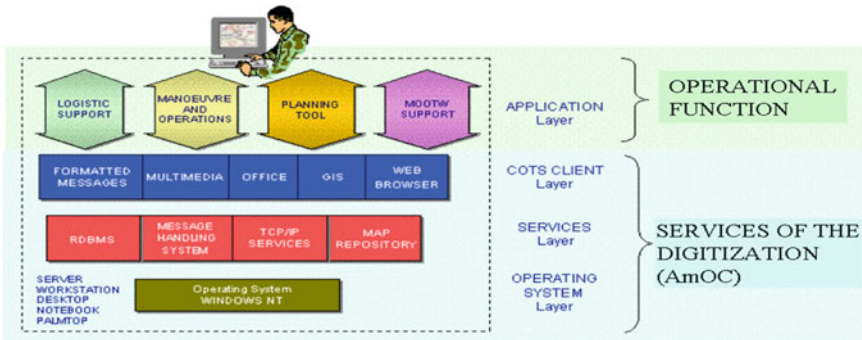 LOGISTIC
SUPPORT
MANOEUVRE
AND
OPERATIONS
PLANNING
TOOL
MOOTW
SUPPORT
APPLICATION
Layer
OPERATIONAL
FUNCTION
FORMATTED
MESSAGES
MULTIMEDIA
OFFICE
GIS
WEB
BROWSER
COTS CLIENT
Layer
RDBMS
MESSAGE
HANDLING
SYSTEM
TCP/IP
SERVICES
MAP
REPOSITORY
SERVICES
Layer
SERVICES OF THE
DIGITIZATION
(AmOC)
SERVER
WORKSTATION
DESKTOP
NOTEBOOK
PALMTOP
Operating System
WINDOWS NT
OPERATING
SYSTEM
Layer